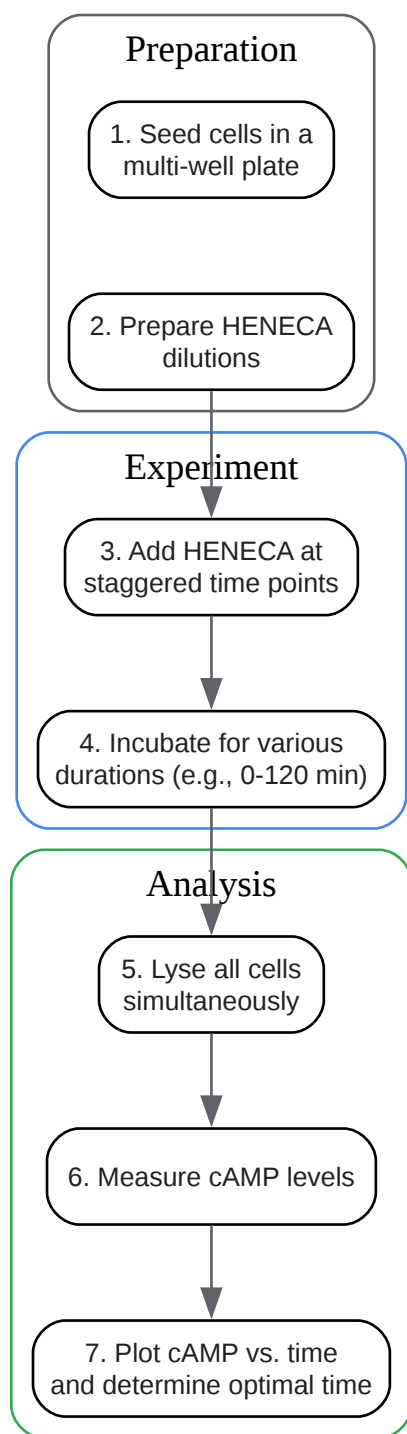 Preparation
1. Seed cells in a
multi-well plate
2. Prepare HENECA
dilutions
Experiment
3. Add HENECA at
staggered time points
4. Incubate for various
durations (e.g., 0-120 min)
Analysis
5. Lyse all cells
simultaneously
6. Measure cAMP levels
7. Plot cAMP vs. time
and determine optimal time